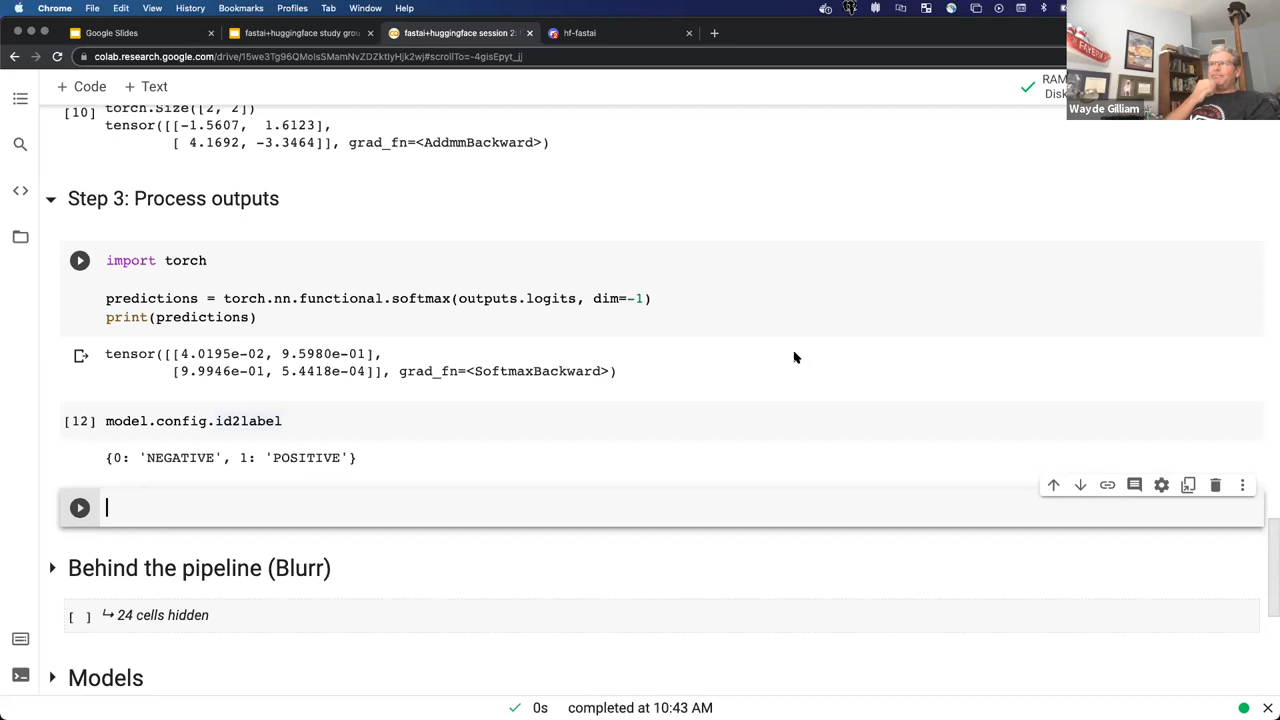 Chrome File Edit View History Bookmarks Profiles Tab Window Help
Google Slides
fastai+huggingface study grou
fastai+huggingface session 2:
hf-fastai
colab.research.google.com/drive/15we3Tg96QMolsSMamNvZDZktIyHjk2wj#scrollTo=-4gisEpyt_jj
+ Code + Text
RAM
Disk
Wayde Gilliam
[10] torch.Size([2, 2])
tensor([[-1.5607, 1.6123],
[ 4.1692, -3.3464]], grad_fn=<AddmmBackward>)
Step 3: Process outputs
import torch
predictions = torch.nn.functional.softmax(outputs.logits, dim=-1)
print(predictions)
tensor([[4.0195e-02, 9.5980e-01],
[9.9946e-01, 5.4418e-04]], grad_fn=<SoftmaxBackward>)
[12] model.config.id2label
{0: 'NEGATIVE', 1: 'POSITIVE'}
Behind the pipeline (Blurr)
[ ] ↳ 24 cells hidden
Models
0s completed at 10:43 AM